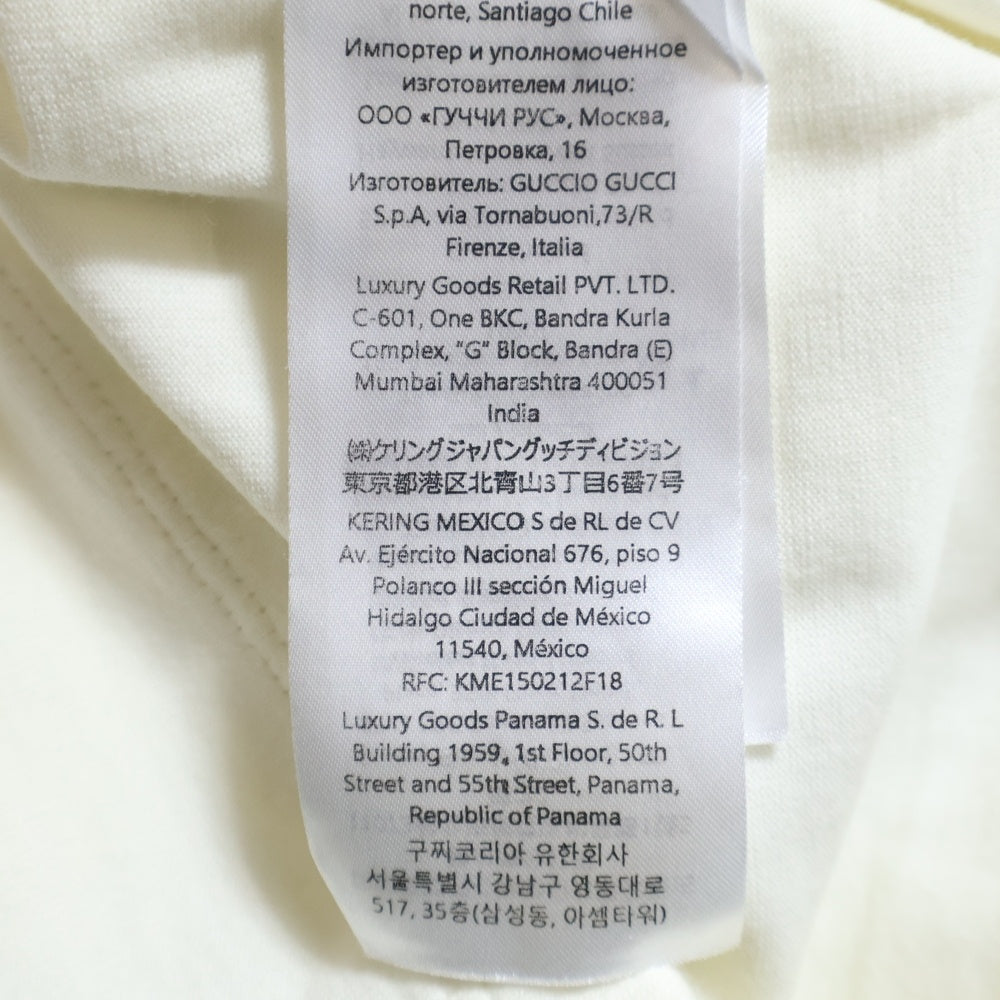 norte, Santiago Chile
Импортер и уполномоченное
изготовителем лицо:
ООО «ГУЧЧИ РУС», Москва,
Петровка, 16
Изготовитель: GUCCIO GUCCI
S.p.A, via Tornabuoni,73/R
Firenze, Italia
Luxury Goods Retail PVT. LTD.
C-601, One BKC, Bandra Kurla
Complex, "G" Block, Bandra (E)
Mumbai Maharashtra 400051
India
㈱ケリングジャパングッチディビジョン
東京都港区北青山3丁目6番7号
KERING MEXICO S de RL de CV
Av. Ejército Nacional 676, piso 9
Polanco III sección Miguel
Hidalgo Ciudad de México
11540, México
RFC: KME150212F18
Luxury Goods Panama S. de R. L
Building 1959, 1st Floor, 50th
Street and 55th Street, Panama,
Republic of Panama
구찌코리아 유한회사
서울특별시 강남구 영동대로
517, 35층(삼성동, 아셈타워)